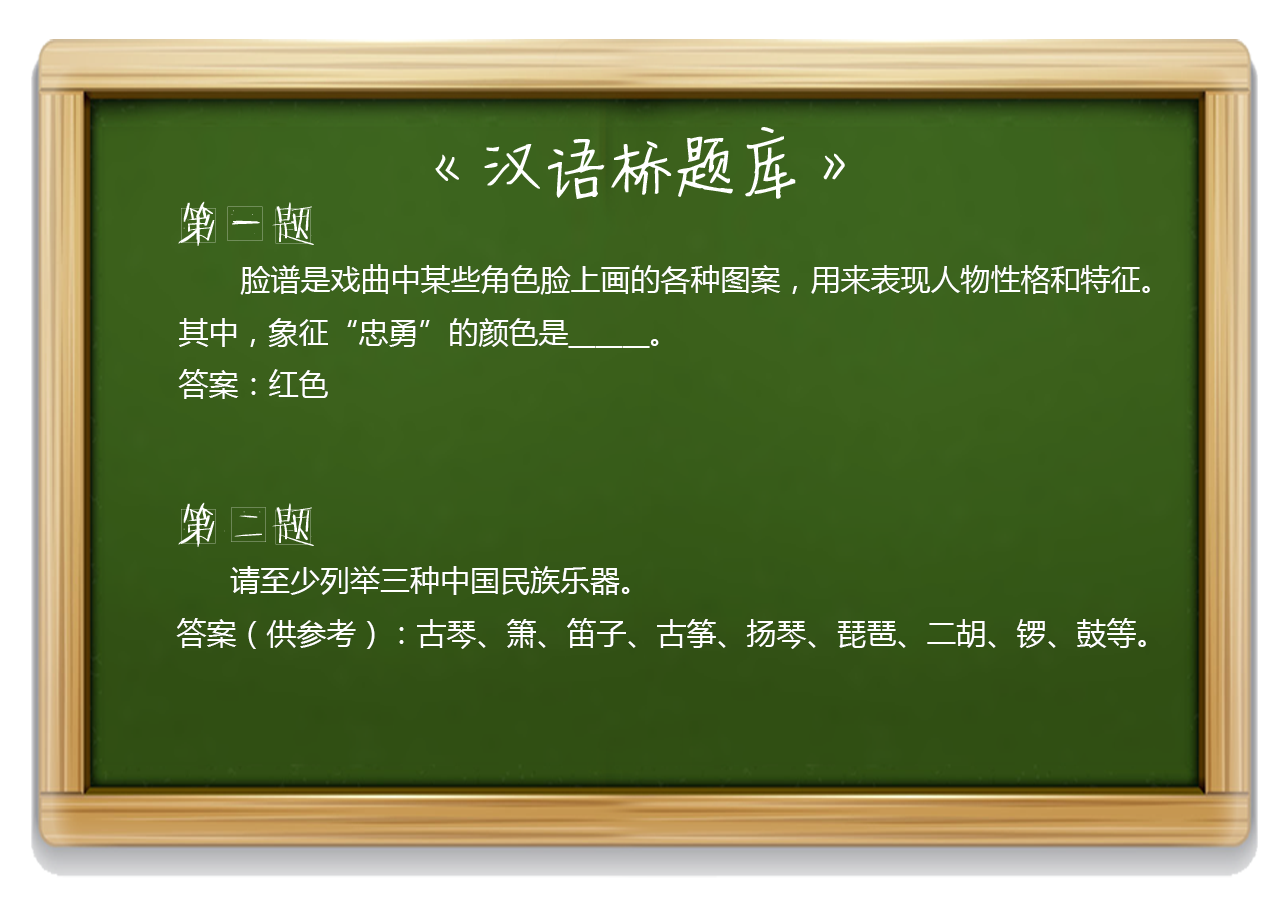 《汉语桥题库》
第一题
脸谱是戏曲中某些角色脸上画的各种图案，用来表现人物性格和特征。
其中，象征“忠勇”的颜色是______。
答案：红色
第二题
请至少列举三种中国民族乐器。
答案（供参考）：古琴、箫、笛子、古筝、扬琴、琵琶、二胡、锣、鼓等。